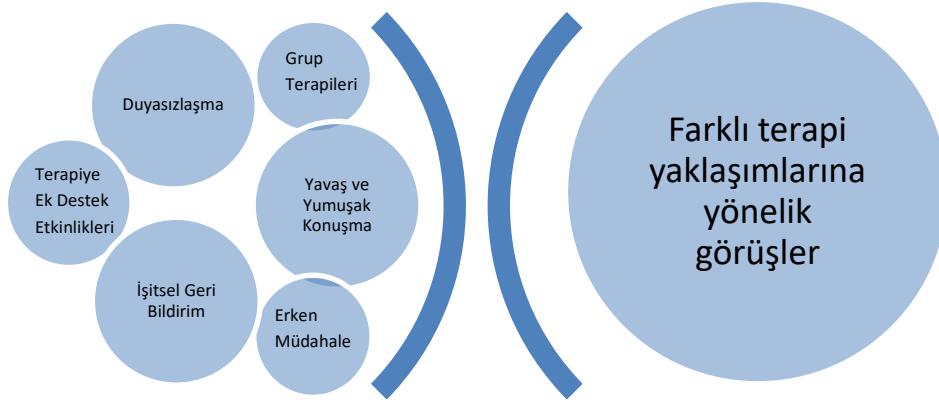 Grup
Terapileri
Duyasızlaşma
Terapiye
Ek Destek
Etkinlikleri
Yavaş ve
Yumuşak
Konuşma
İşitsel Geri
Bildirim
Erken
Müdahale
Farklı terapi
yaklaşımlarına
yönelik
görüşler